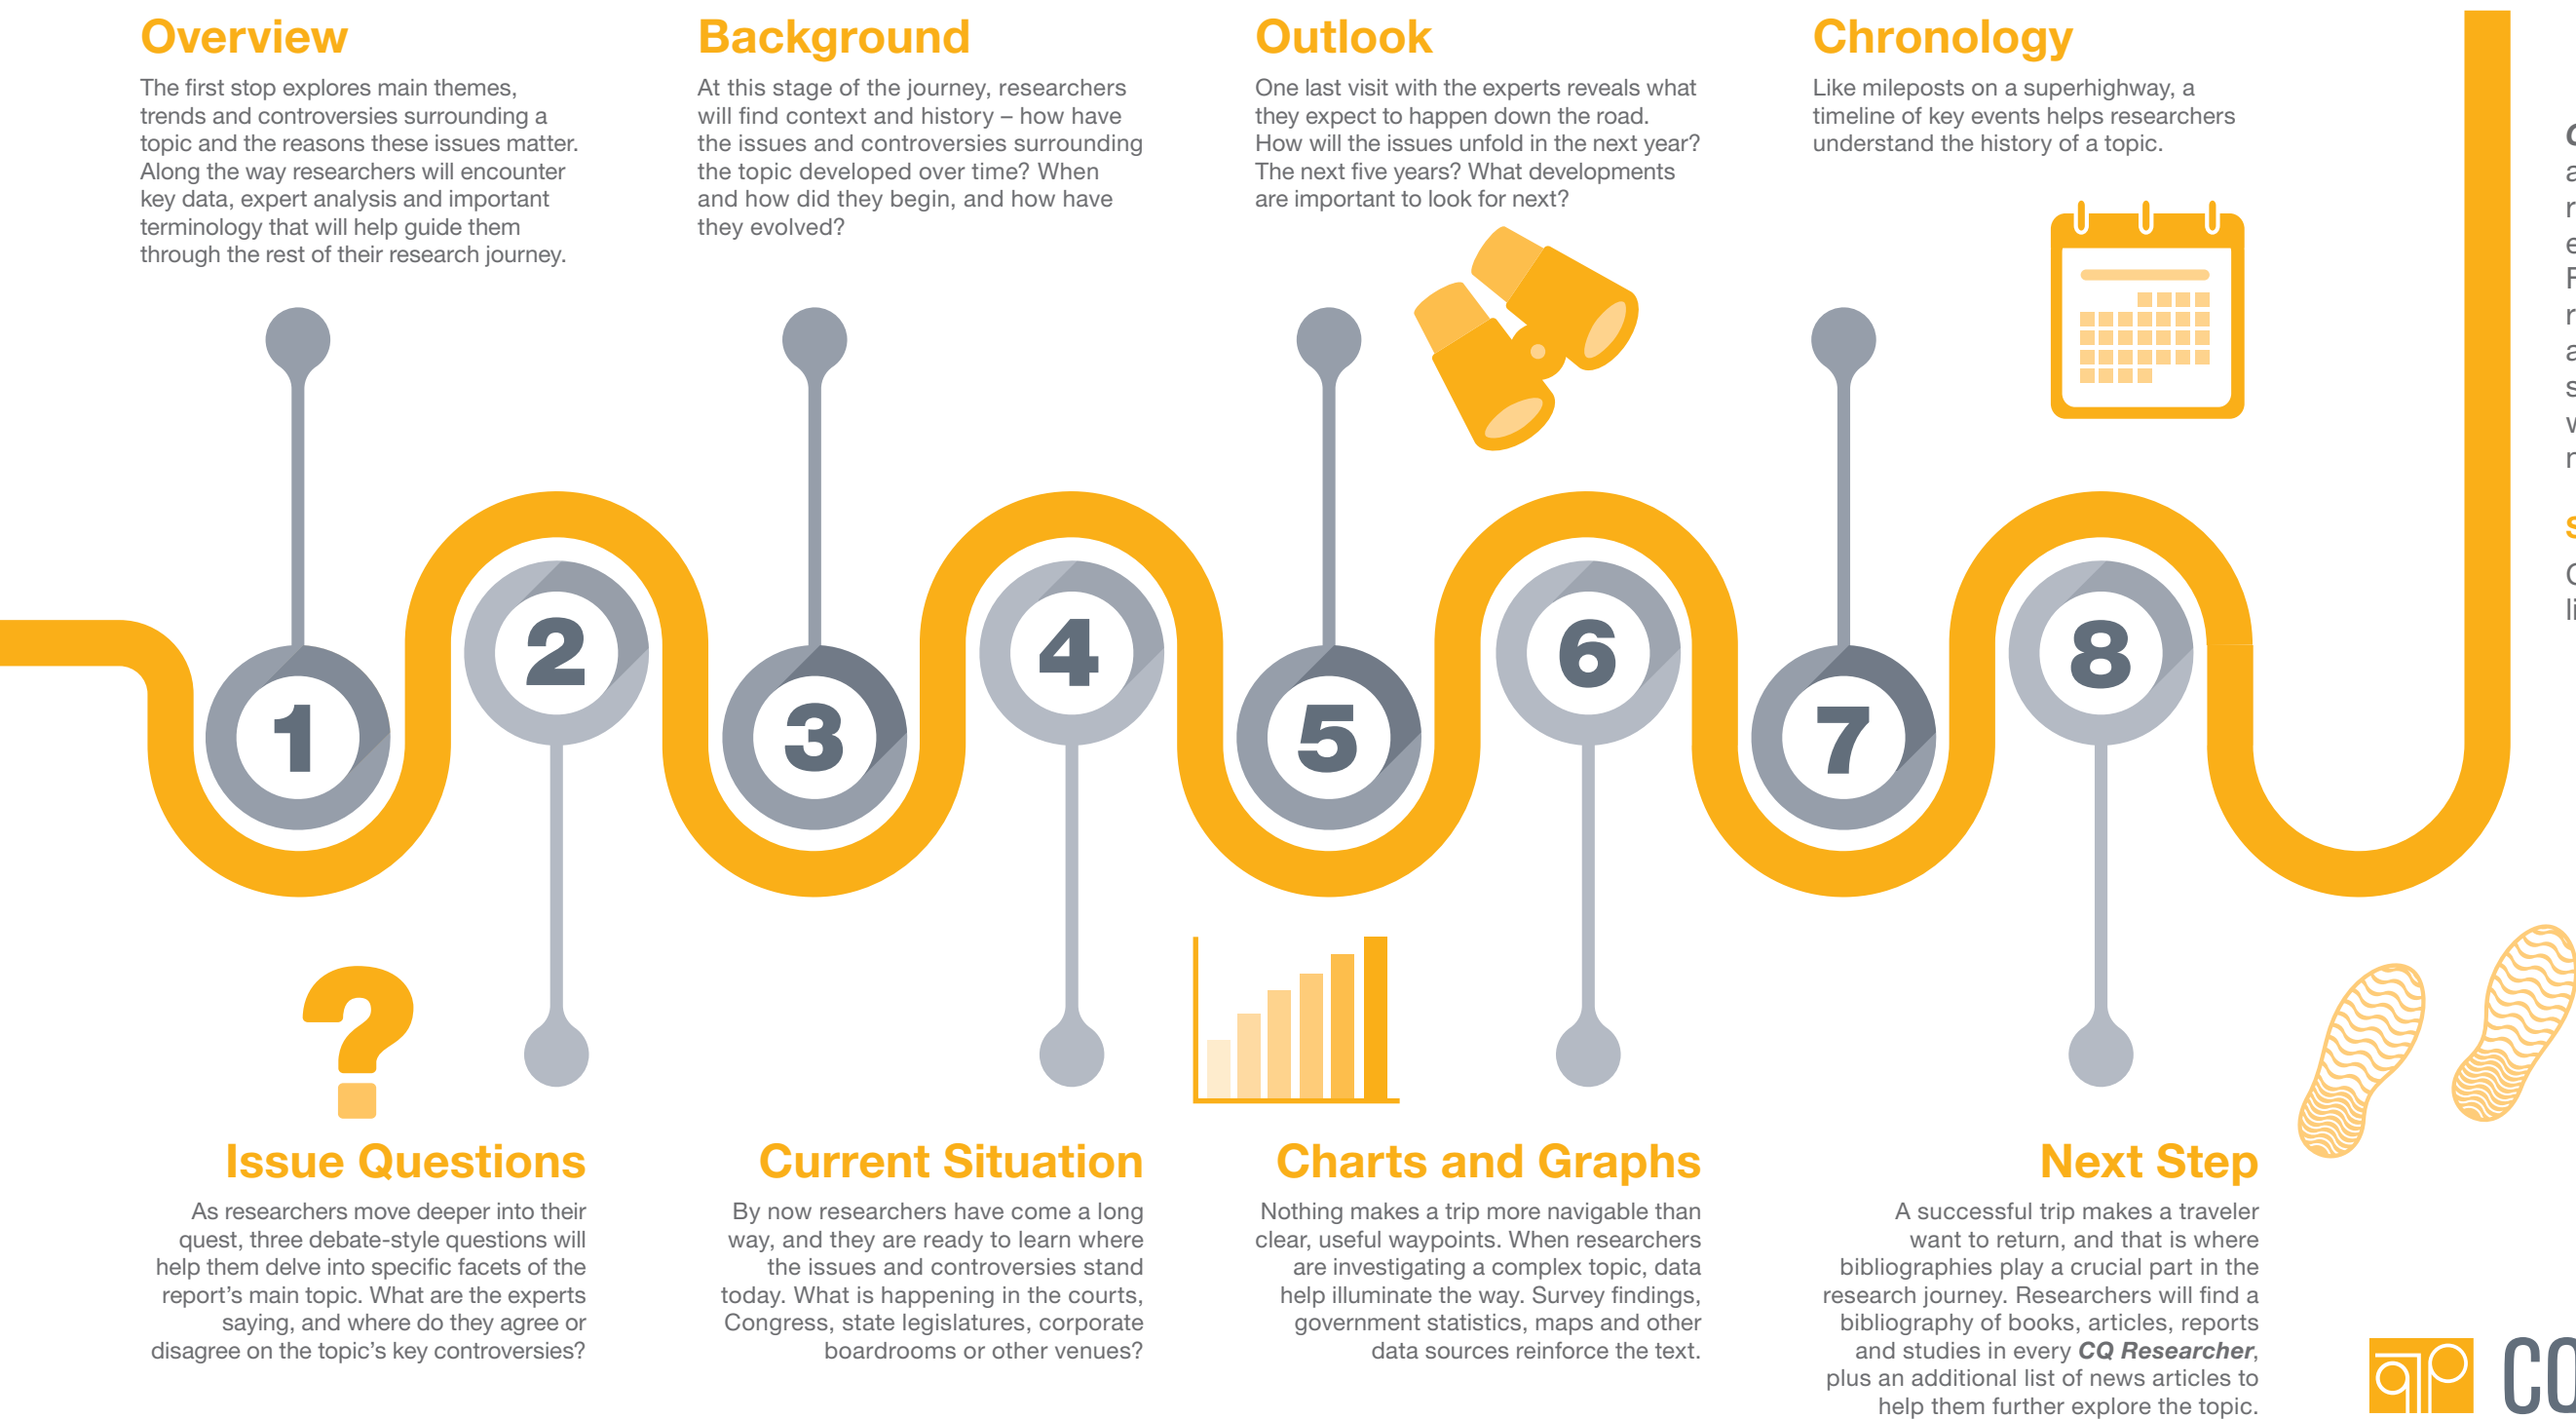 Overview
The first stop explores main themes,
trends and controversies surrounding a
topic and the reasons these issues matter.
Along the way researchers will encounter
key data, expert analysis and important
terminology that will help guide them
through the rest of their research journey.
Background
At this stage of the journey, researchers
will find context and history – how have
the issues and controversies surrounding
the topic developed over time? When
and how did they begin, and how have
they evolved?
Outlook
One last visit with the experts reveals what
they expect to happen down the road.
How will the issues unfold in the next year?
The next five years? What developments
are important to look for next?
Chronology
Like mileposts on a superhighway, a
timeline of key events helps researchers
understand the history of a topic.
1
2
3
4
5
6
7
8
Issue Questions
As researchers move deeper into their
quest, three debate-style questions will
help them delve into specific facets of the
report’s main topic. What are the experts
saying, and where do they agree or
disagree on the topic’s key controversies?
Current Situation
By now researchers have come a long
way, and they are ready to learn where
the issues and controversies stand
today. What is happening in the courts,
Congress, state legislatures, corporate
boardrooms or other venues?
Charts and Graphs
Nothing makes a trip more navigable than
clear, useful waypoints. When researchers
are investigating a complex topic, data
help illuminate the way. Survey findings,
government statistics, maps and other
data sources reinforce the text.
Next Step
A successful trip makes a traveler
want to return, and that is where
bibliographies play a crucial part in the
research journey. Researchers will find a
bibliography of books, articles, reports
and studies in every CQ Researcher,
plus an additional list of news articles to
help them further explore the topic.